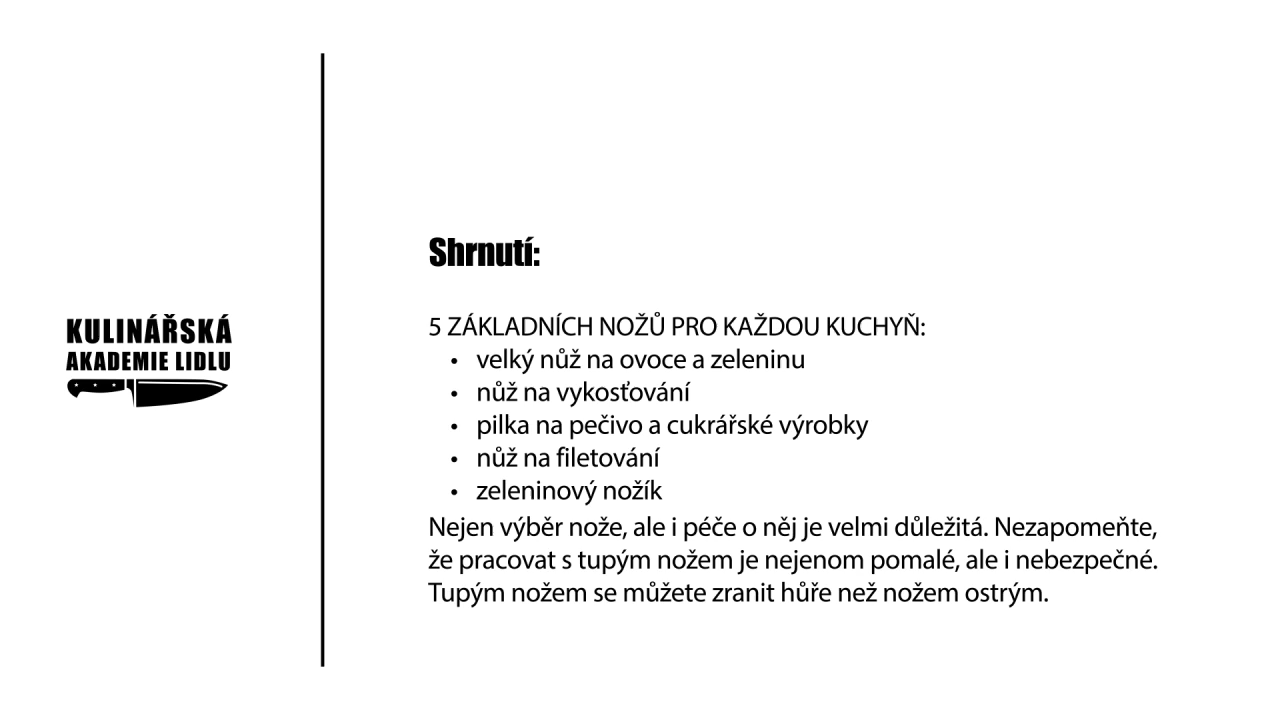 KULINÁŘSKÁ
AKADEMIE LIDLU
Shrnutí:
5 ZÁKLADNÍCH NOŽŮ PRO KAŽDOU KUCHYŇ:
• velký nůž na ovoce a zeleninu
• nůž na vykosťování
• pilka na pečivo a cukrářské výrobky
• nůž na filetování
• zeleninový nožík
Nejen výběr nože, ale i péče o něj je velmi důležitá. Nezapomeňte,
že pracovat s tupým nožem je nejenom pomalé, ale i nebezpečné.
Tupým nožem se můžete zranit hůře než nožem ostrým.